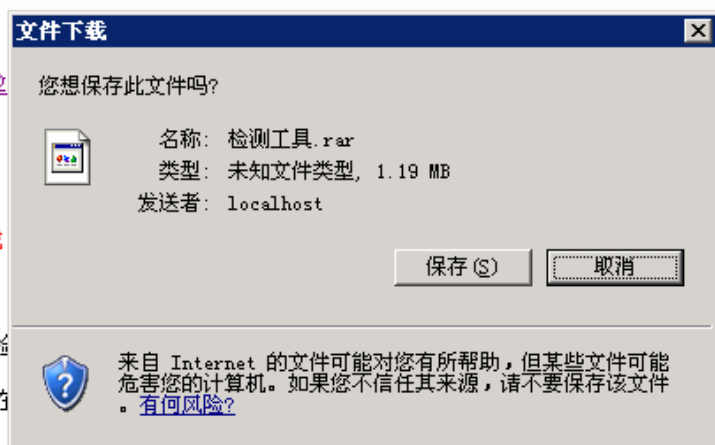 文件下载
您想保存此文件吗?
名称: 检测工具.rar
类型: 未知文件类型, 1.19 MB
发送者: localhost
保存(S)
取消
来自 Internet 的文件可能对您有所帮助，但某些文件可能
危害您的计算机。如果您不信任其来源，请不要保存该文件
。有何风险?